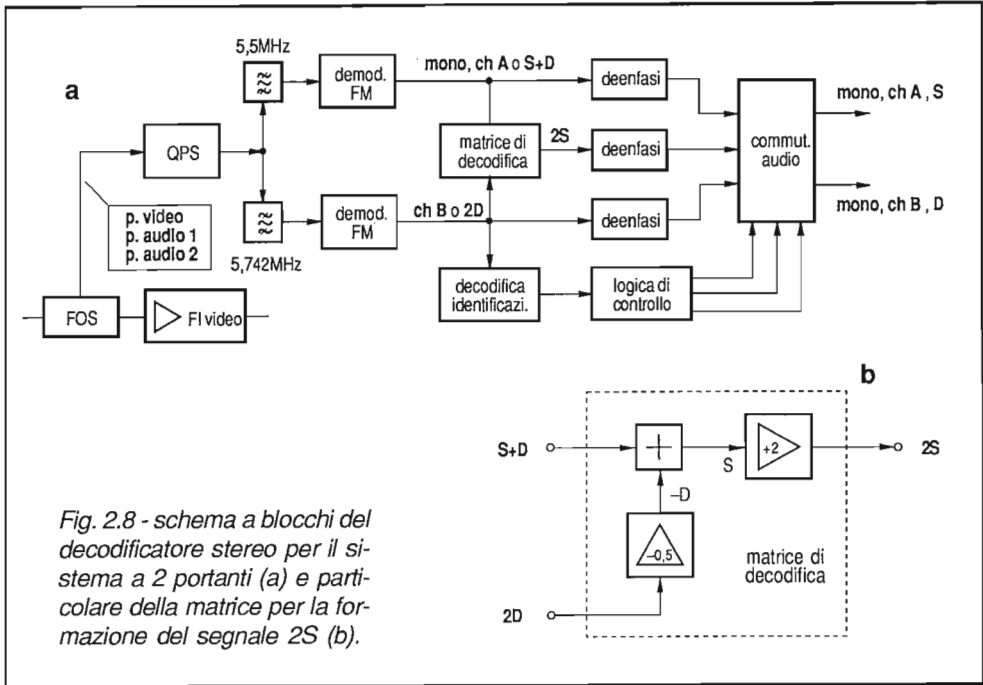 a
5,5MHz
demod.
FM
mono, ch A o S+D
deenfasi
mono, ch A , S
QPS
matrice di
decodifica
2S
deenfasi
commut.
audio
p. video
p. audio 1
p. audio 2
5,742MHz
demod.
FM
ch B o 2D
deenfasi
mono, ch B , D
FOS
FI video
decodifica
identificazi.
logica di
controllo
b
S+D
+
S
+2
2S
–D
–0,5
2D
matrice di
decodifica
Fig. 2.8 - schema a blocchi del
decodificatore stereo per il si-
stema a 2 portanti (a) e parti-
colare della matrice per la for-
mazione del segnale 2S (b).